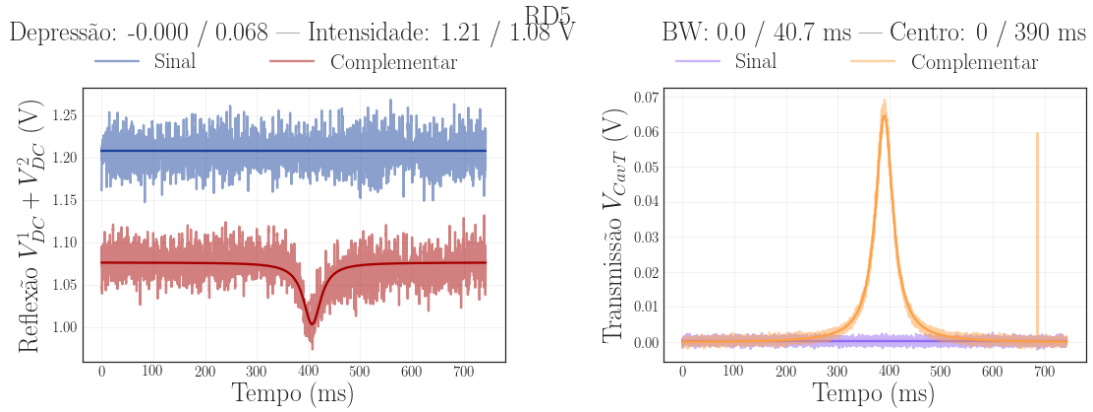 RD5
Depressão: -0.000 / 0.068 — Intensidade: 1.21 / 1.08 V
Sinal Complementar
Reflexão V_{DC}^1 + V_{DC}^2 (V)
1.25
1.20
1.15
1.10
1.05
1.00
0 100 200 300 400 500 600 700
Tempo (ms)
BW: 0.0 / 40.7 ms — Centro: 0 / 390 ms
Sinal Complementar
Transmissão V_{CavT} (V)
0.07
0.06
0.05
0.04
0.03
0.02
0.01
0.00
0 100 200 300 400 500 600 700
Tempo (ms)